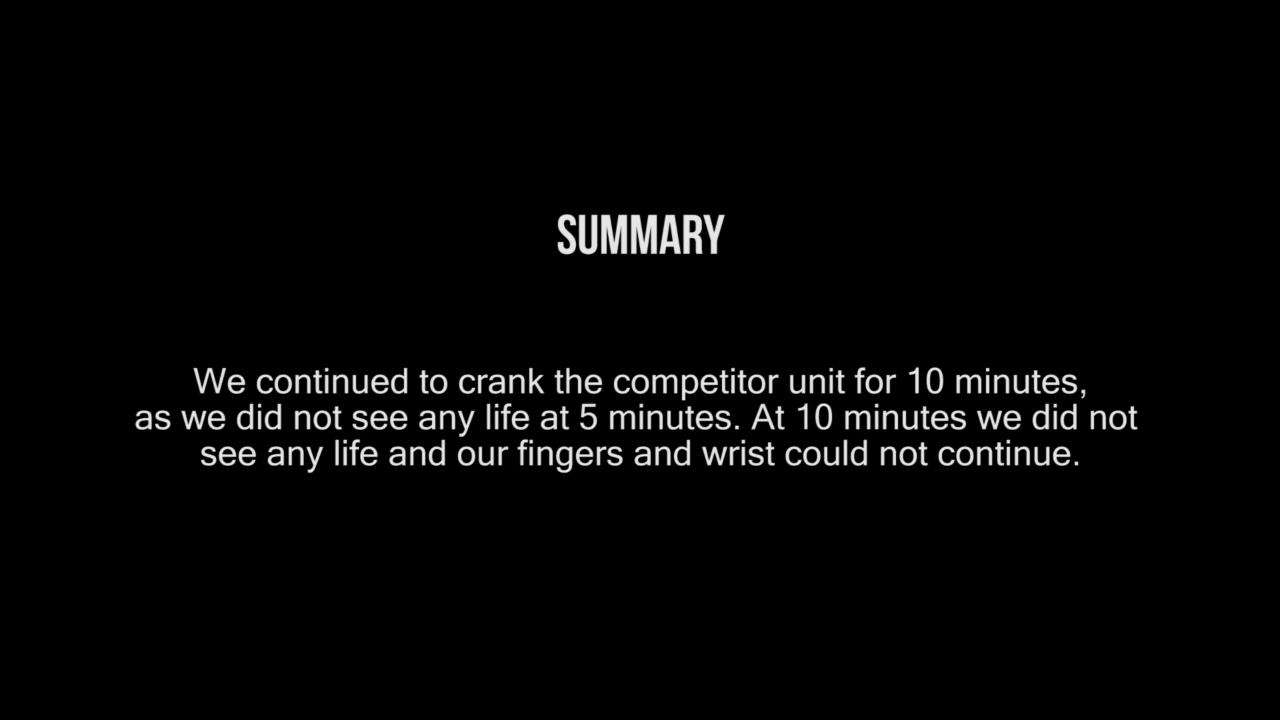 SUMMARY
We continued to crank the competitor unit for 10 minutes,
as we did not see any life at 5 minutes. At 10 minutes we did not
see any life and our fingers and wrist could not continue.